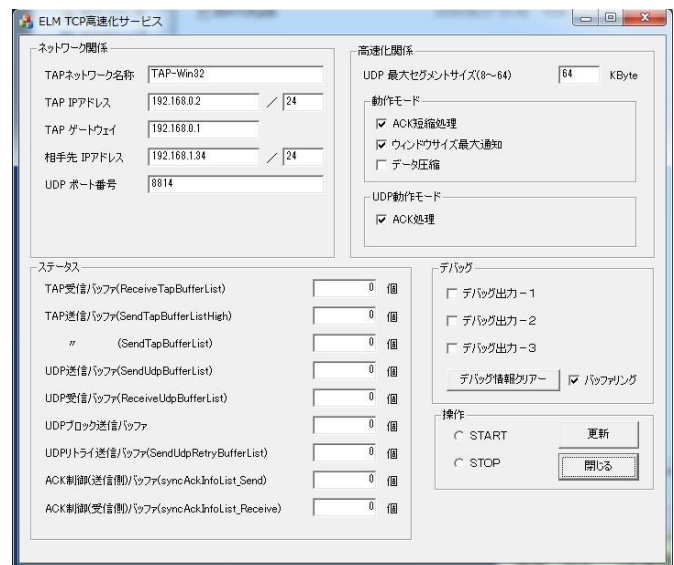 ELM TCP高速化サービス
ネットワーク関係
TAPネットワーク名称 TAP-Win32
TAP IPアドレス 192.168.0.2 / 24
TAP ゲートウェイ 192.168.0.1
相手先 IPアドレス 192.168.1.34 / 24
UDP ポート番号 8814
高速化関係
UDP 最大セグメントサイズ(8～64) 64 KByte
動作モード
ACK短縮処理
ウィンドウサイズ最大通知
データ圧縮
UDP動作モード
ACK処理
ステータス
TAP受信バッファ(ReceiveTapBufferList) 0 個
TAP送信バッファ(SendTapBufferListHigh) 0 個
〃 (SendTapBufferList) 0 個
UDP送信バッファ(SendUdpBufferList) 0 個
UDP受信バッファ(ReceiveUdpBufferList) 0 個
UDPブロック送信バッファ 0 個
UDPリトライ送信バッファ(SendUdpRetryBufferList) 0 個
ACK制御(送信側)バッファ(syncAckInfoList_Send) 0 個
ACK制御(受信側)バッファ(syncAckInfoList_Receive) 0 個
デバッグ
デバッグ出力－1
デバッグ出力－2
デバッグ出力－3
デバッグ情報クリアー バッファリング
操作
START 更新
STOP 閉じる